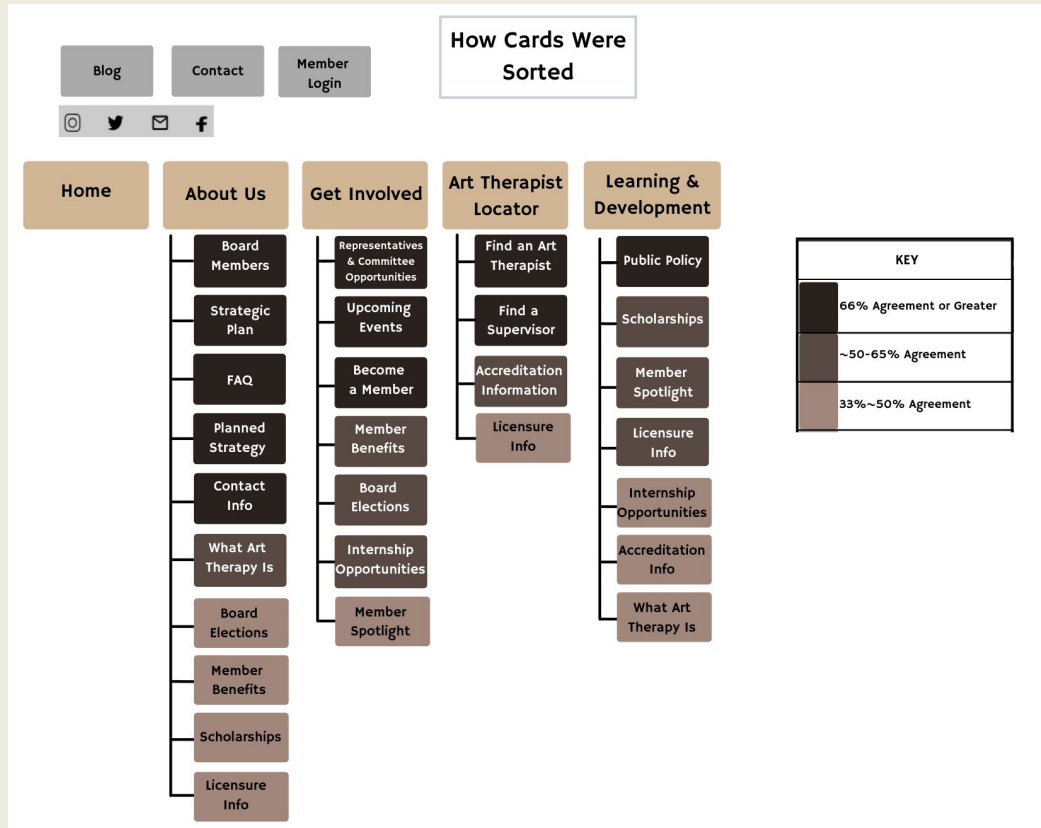 How Cards Were
Sorted
Blog
Contact
Member
Login
Home
About Us
Get Involved
Art Therapist
Locator
Learning &
Development
Board
Members
Strategic
Plan
FAQ
Planned
Strategy
Contact
Info
What Art
Therapy Is
Board
Elections
Member
Benefits
Scholarships
Licensure
Info
Representatives
& Committee
Opportunities
Upcoming
Events
Become
a Member
Member
Benefits
Board
Elections
Internship
Opportunities
Member
Spotlight
Find an Art
Therapist
Find a
Supervisor
Accreditation
Information
Licensure
Info
Public Policy
Scholarships
Member
Spotlight
Licensure
Info
Internship
Opportunities
Accreditation
Info
What Art
Therapy Is
KEY
66% Agreement or Greater
~50-65% Agreement
33%~50% Agreement